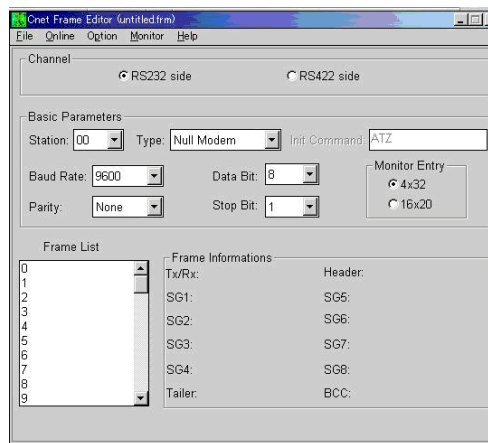 Cnet Frame Editor (untitled.frm)
File Online Option Monitor Help
Channel
RS232 side RS422 side
Basic Parameters
Station: 00 Type: Null Modem Init Command: ATZ
Monitor Entry
Baud Rate: 9600 Data Bit: 8 4x32
Parity: None Stop Bit: 1 16x20
Frame List
Frame Informations
0
1
2
3
4
5
6
7
8
9
Tx/Rx: Header:
SG1: SG5:
SG2: SG6:
SG3: SG7:
SG4: SG8:
Tailer: BCC: